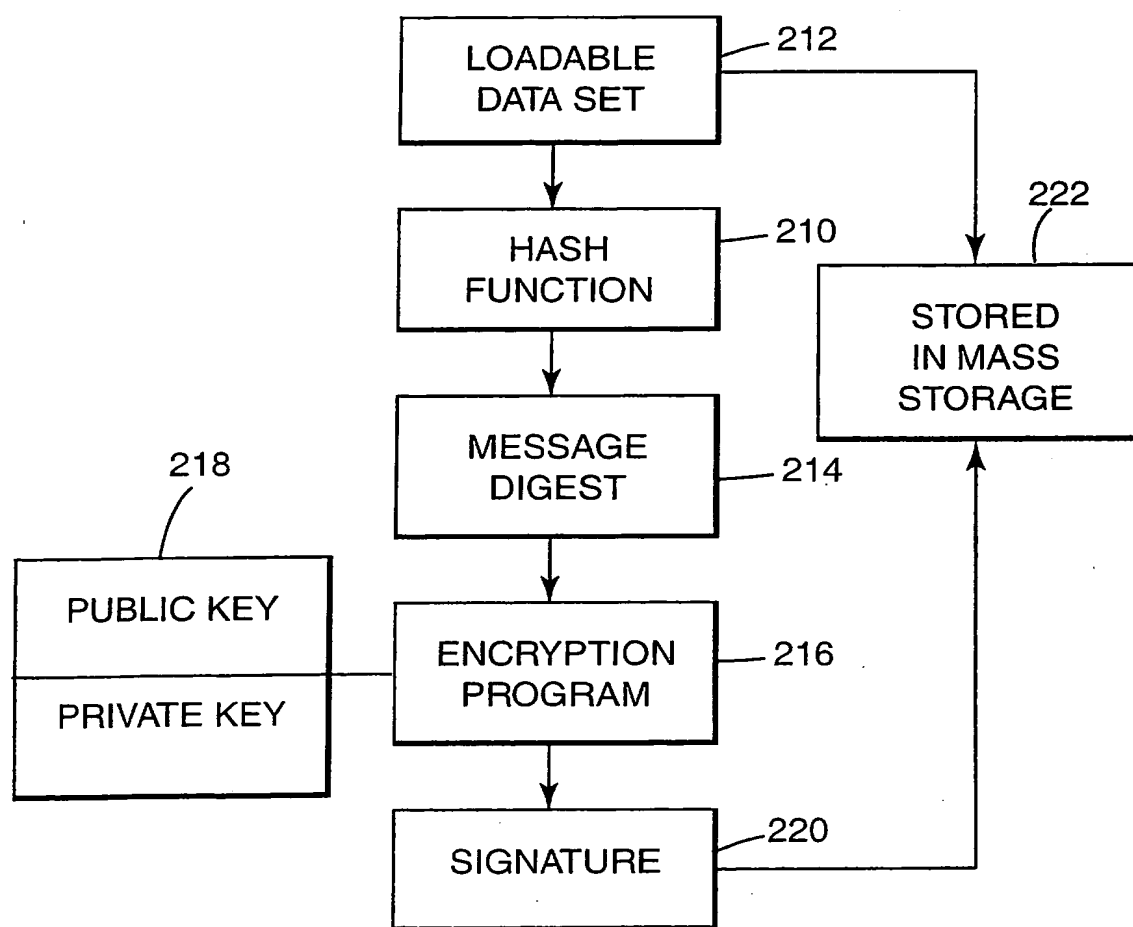 LOADABLE
DATA SET
212
HASH
FUNCTION
210
222
STORED
IN MASS
STORAGE
MESSAGE
DIGEST
214
218
PUBLIC KEY
PRIVATE KEY
ENCRYPTION
PROGRAM
216
SIGNATURE
220